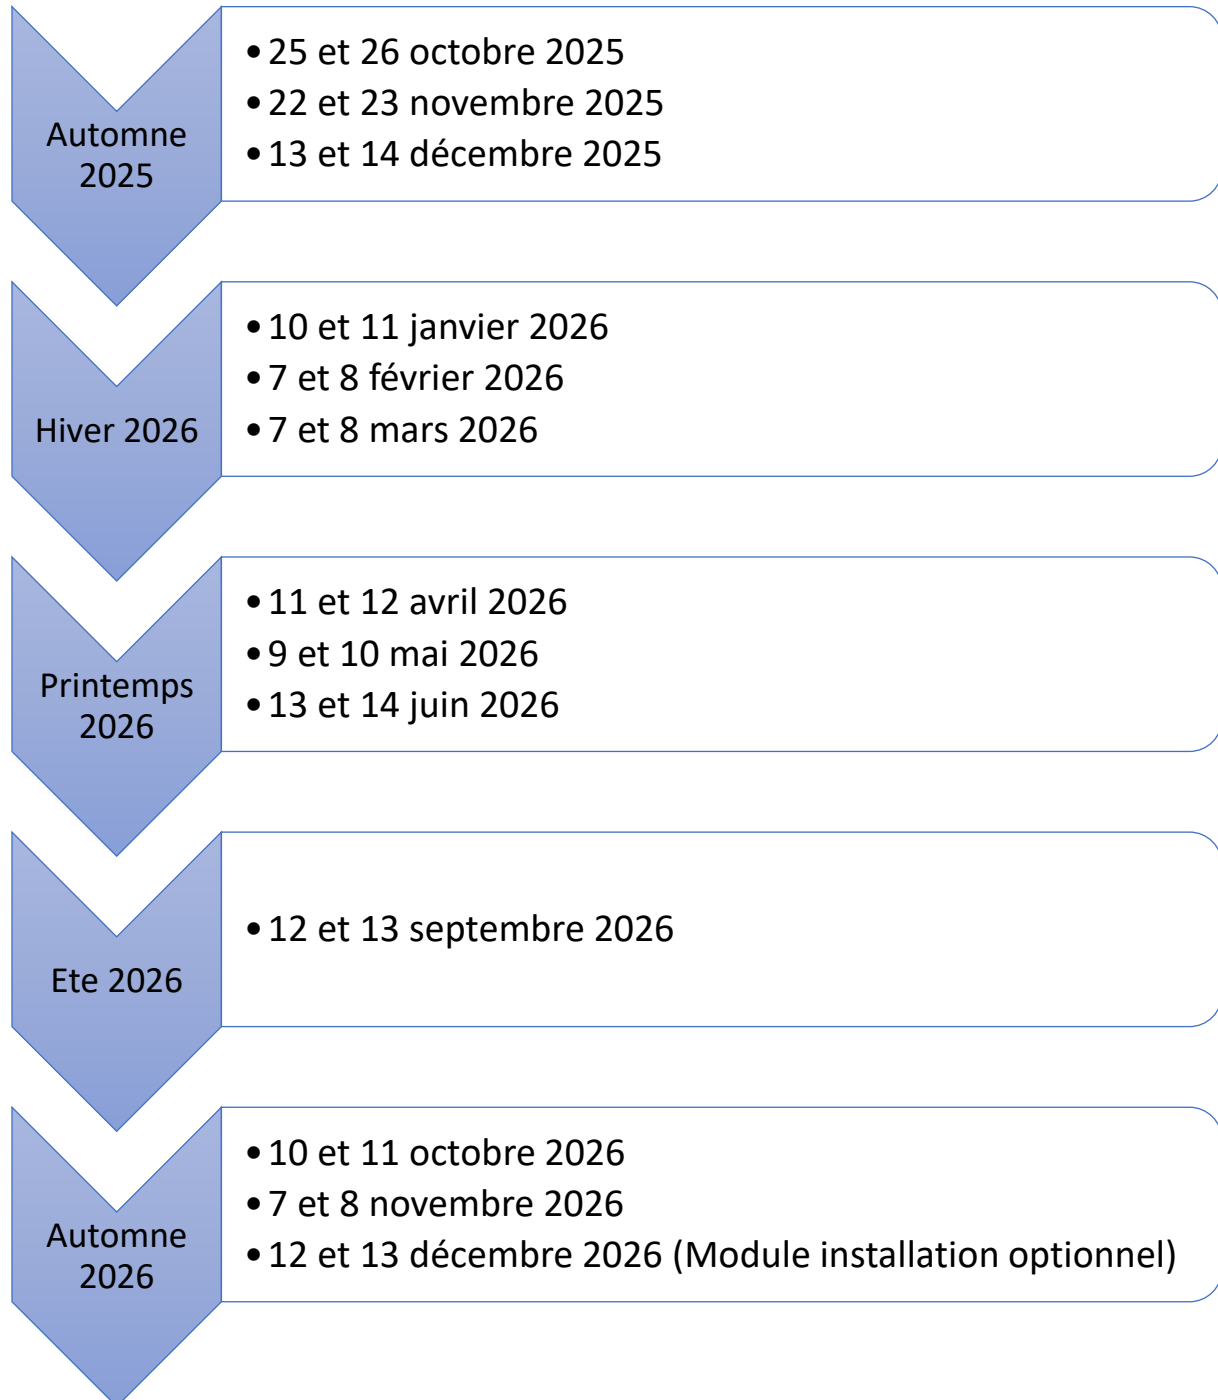 Automne
2025
• 25 et 26 octobre 2025
• 22 et 23 novembre 2025
• 13 et 14 décembre 2025
Hiver 2026
• 10 et 11 janvier 2026
• 7 et 8 février 2026
• 7 et 8 mars 2026
Printemps
2026
• 11 et 12 avril 2026
• 9 et 10 mai 2026
• 13 et 14 juin 2026
Ete 2026
• 12 et 13 septembre 2026
Automne
2026
• 10 et 11 octobre 2026
• 7 et 8 novembre 2026
• 12 et 13 décembre 2026 (Module installation optionnel)